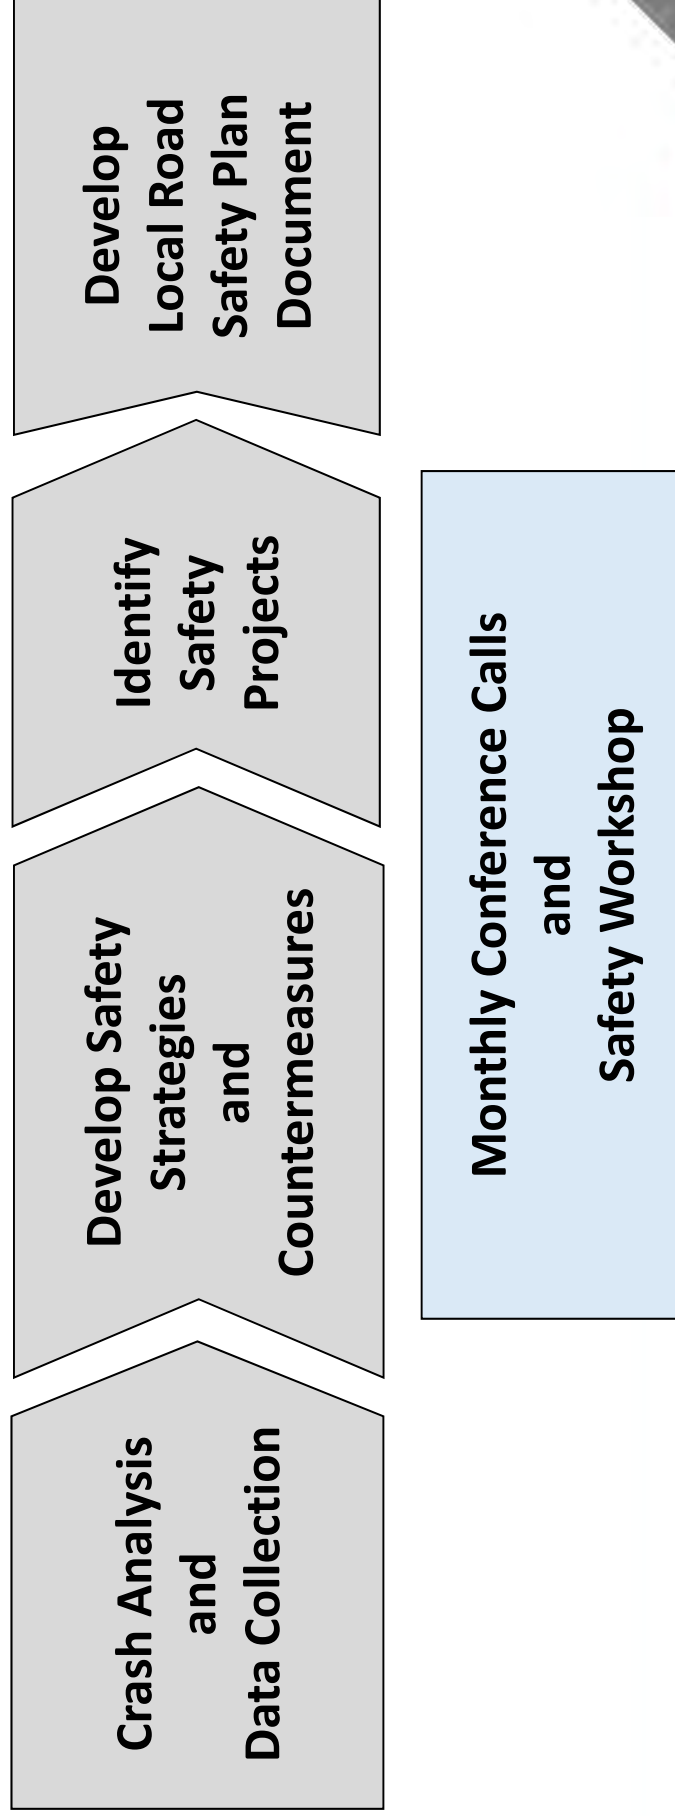 Crash Analysis
and
Data Collection
Develop Safety
Strategies
and
Countermeasures
Identify
Safety
Projects
Develop
Local Road
Safety Plan
Document
Monthly Conference Calls
and
Safety Workshop